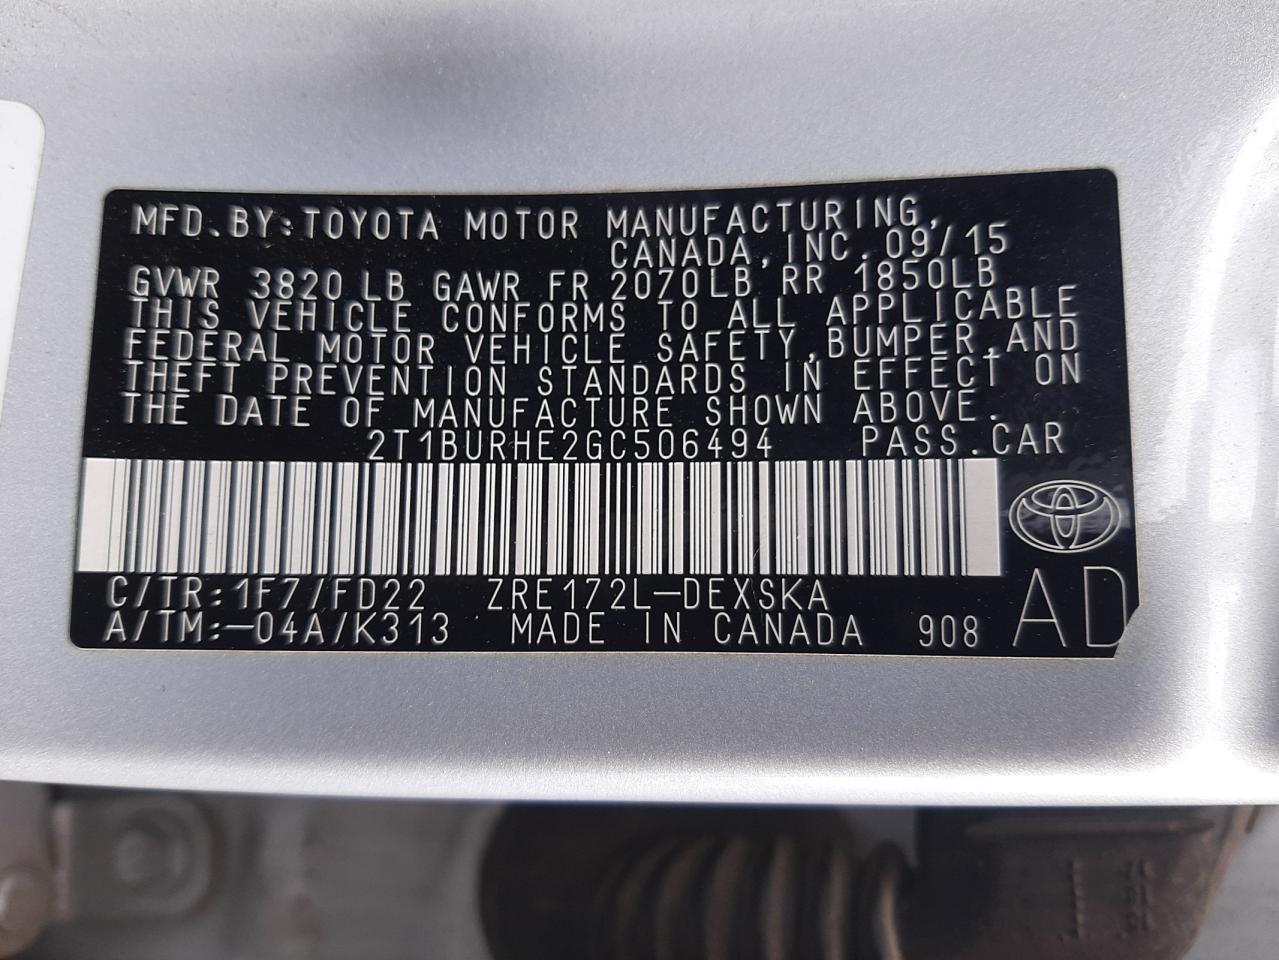 MFD.BY:TOYOTA MOTOR MANUFACTURING,
CANADA,INC.09/15
GVWR 3820LB GAWR FR 2070LB RR 1850LB
THIS VEHICLE CONFORMS TO ALL APPLICABLE
FEDERAL MOTOR VEHICLE SAFETY,BUMPER,AND
THEFT PREVENTION STANDARDS IN EFFECT ON
THE DATE OF MANUFACTURE SHOWN ABOVE.
2T1BURHE2GC506494 PASS.CAR
C/TR:1F7/FD22 ZRE172L-DEXSKA
A/TM:-04A/K313 MADE IN CANADA 908 AD